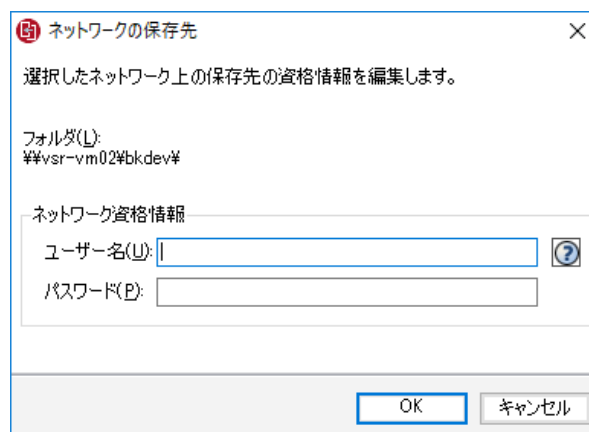 ネットワークの保存先
選択したネットワーク上の保存先の資格情報を編集します。
フォルダ(L):
¥¥vsr-vm02¥bkdev¥
ネットワーク資格情報
ユーザー名(U):
パスワード(P):
OK キャンセル